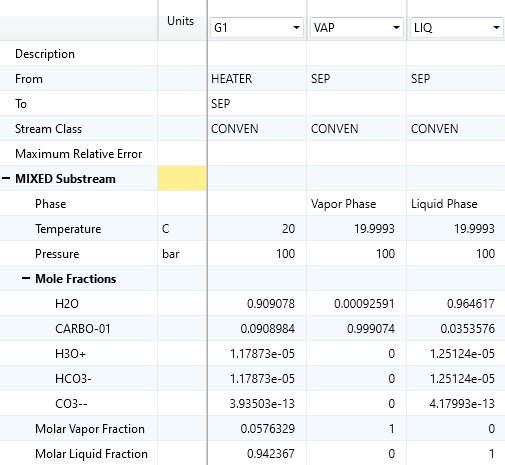 Units G1 VAP LIQ
Description
From HEATER SEP SEP
To SEP
Stream Class CONVEN CONVEN CONVEN
Maximum Relative Error
MIXED Substream
Phase Vapor Phase Liquid Phase
Temperature C 20 19.9993 19.9993
Pressure bar 100 100 100
Mole Fractions
H2O 0.909078 0.00092591 0.964617
CARBO-01 0.0908984 0.999074 0.0353576
H3O+ 1.17873e-05 0 1.25124e-05
HCO3- 1.17873e-05 0 1.25124e-05
CO3-- 3.93503e-13 0 4.17993e-13
Molar Vapor Fraction 0.0576329 1 0
Molar Liquid Fraction 0.942367 0 1